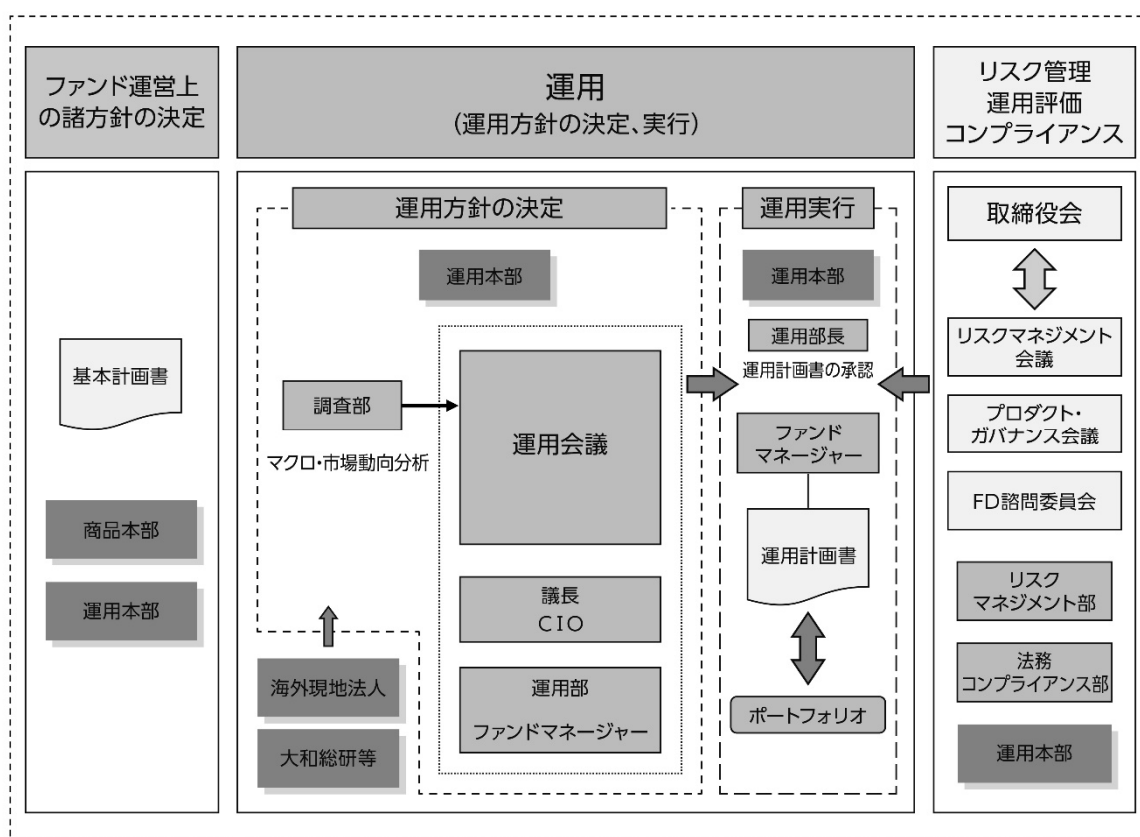 ファンド運営上
の諸方針の決定
運用
(運用方針の決定、実行)
リスク管理
運用評価
コンプライアンス
基本計画書
商品本部
運用本部
運用方針の決定
運用本部
調査部
マクロ・市場動向分析
運用会議
議長
CIO
運用部
ファンドマネージャー
海外現地法人
大和総研等
運用実行
運用本部
運用部長
運用計画書の承認
ファンド
マネージャー
運用計画書
ポートフォリオ
取締役会
リスクマネジメント
会議
プロダクト・
ガバナンス会議
FD諮問委員会
リスク
マネジメント部
法務
コンプライアンス部
運用本部